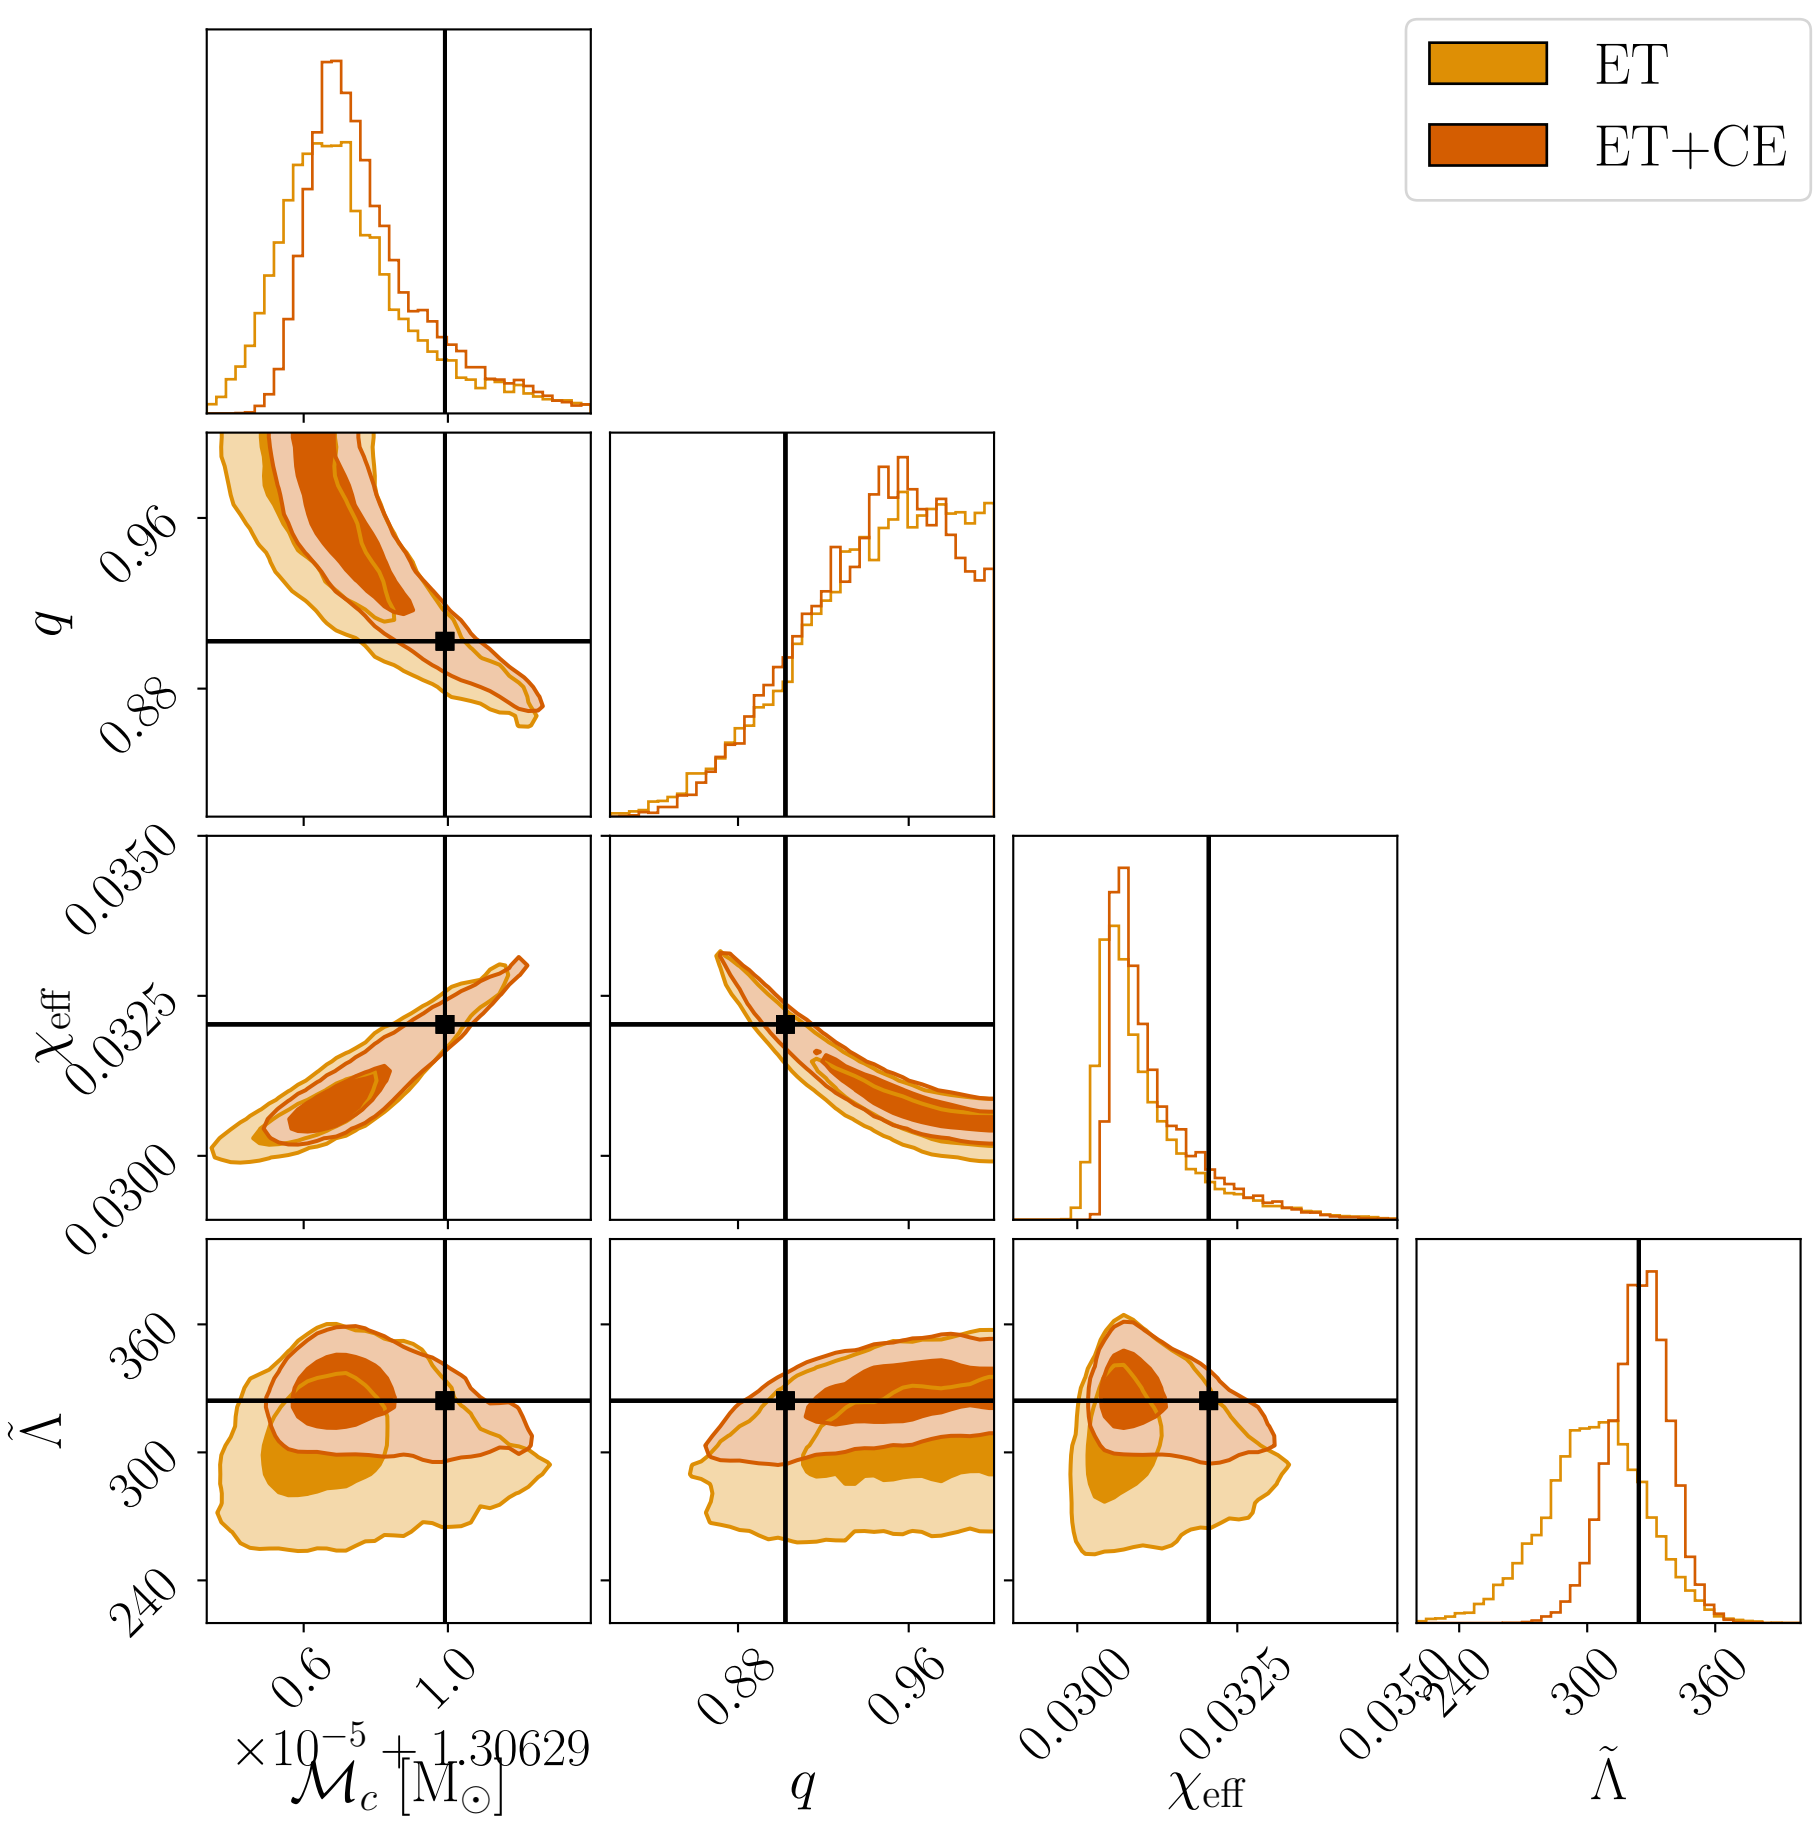 ET
ET+CE
0.96
0.88
q
0.0350
0.0325
0.0300
χeff
360
300
240
Λ̃
0.6 1.0
0.88 0.96
0.0300 0.0325 0.0350
240 300 360
×10⁻⁵ + 1.30629
ℳc [M⊙]
q
χeff
Λ̃